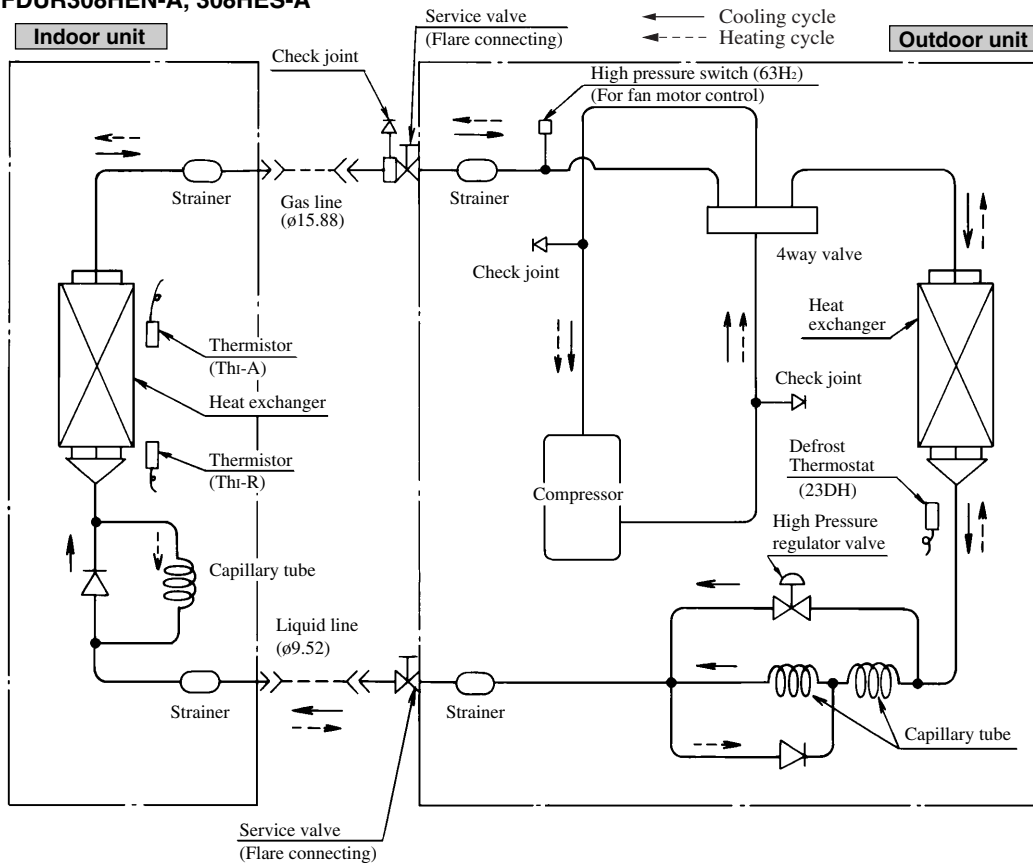 FDUR308HEN-A, 308HES-A
Indoor unit
Service valve
(Flare connecting)
Cooling cycle
Heating cycle
Outdoor unit
Check joint
High pressure switch (63H2)
(For fan motor control)
Strainer
Gas line
(ø15.88)
Strainer
Check joint
4way valve
Heat
exchanger
Thermistor
(ThI-A)
Heat exchanger
Check joint
Thermistor
(ThI-R)
Defrost
Thermostat
(23DH)
Compressor
High Pressure
regulator valve
Capillary tube
Liquid line
(ø9.52)
Strainer
Strainer
Capillary tube
Service valve
(Flare connecting)